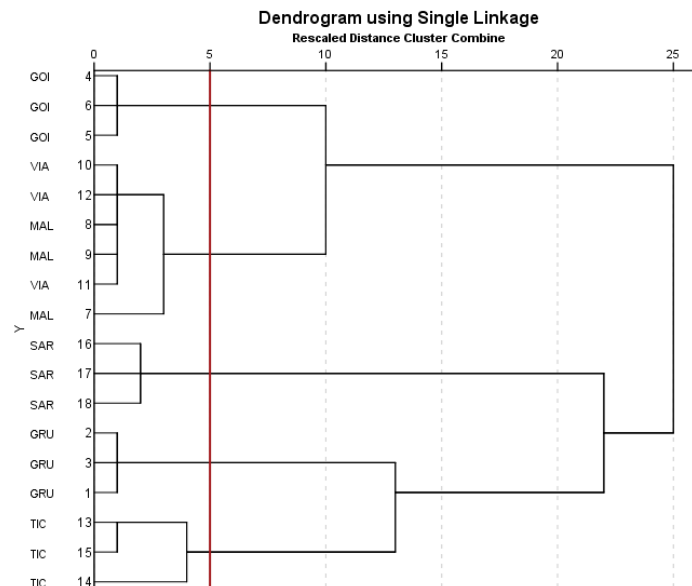 Dendrogram using Single Linkage
Rescaled Distance Cluster Combine
0 5 10 15 20 25
GOI 4
GOI 6
GOI 5
VIA 10
VIA 12
MAL 8
MAL 9
VIA 11
MAL 7
Y
SAR 16
SAR 17
SAR 18
GRU 2
GRU 3
GRU 1
TIC 13
TIC 15
TIC 14